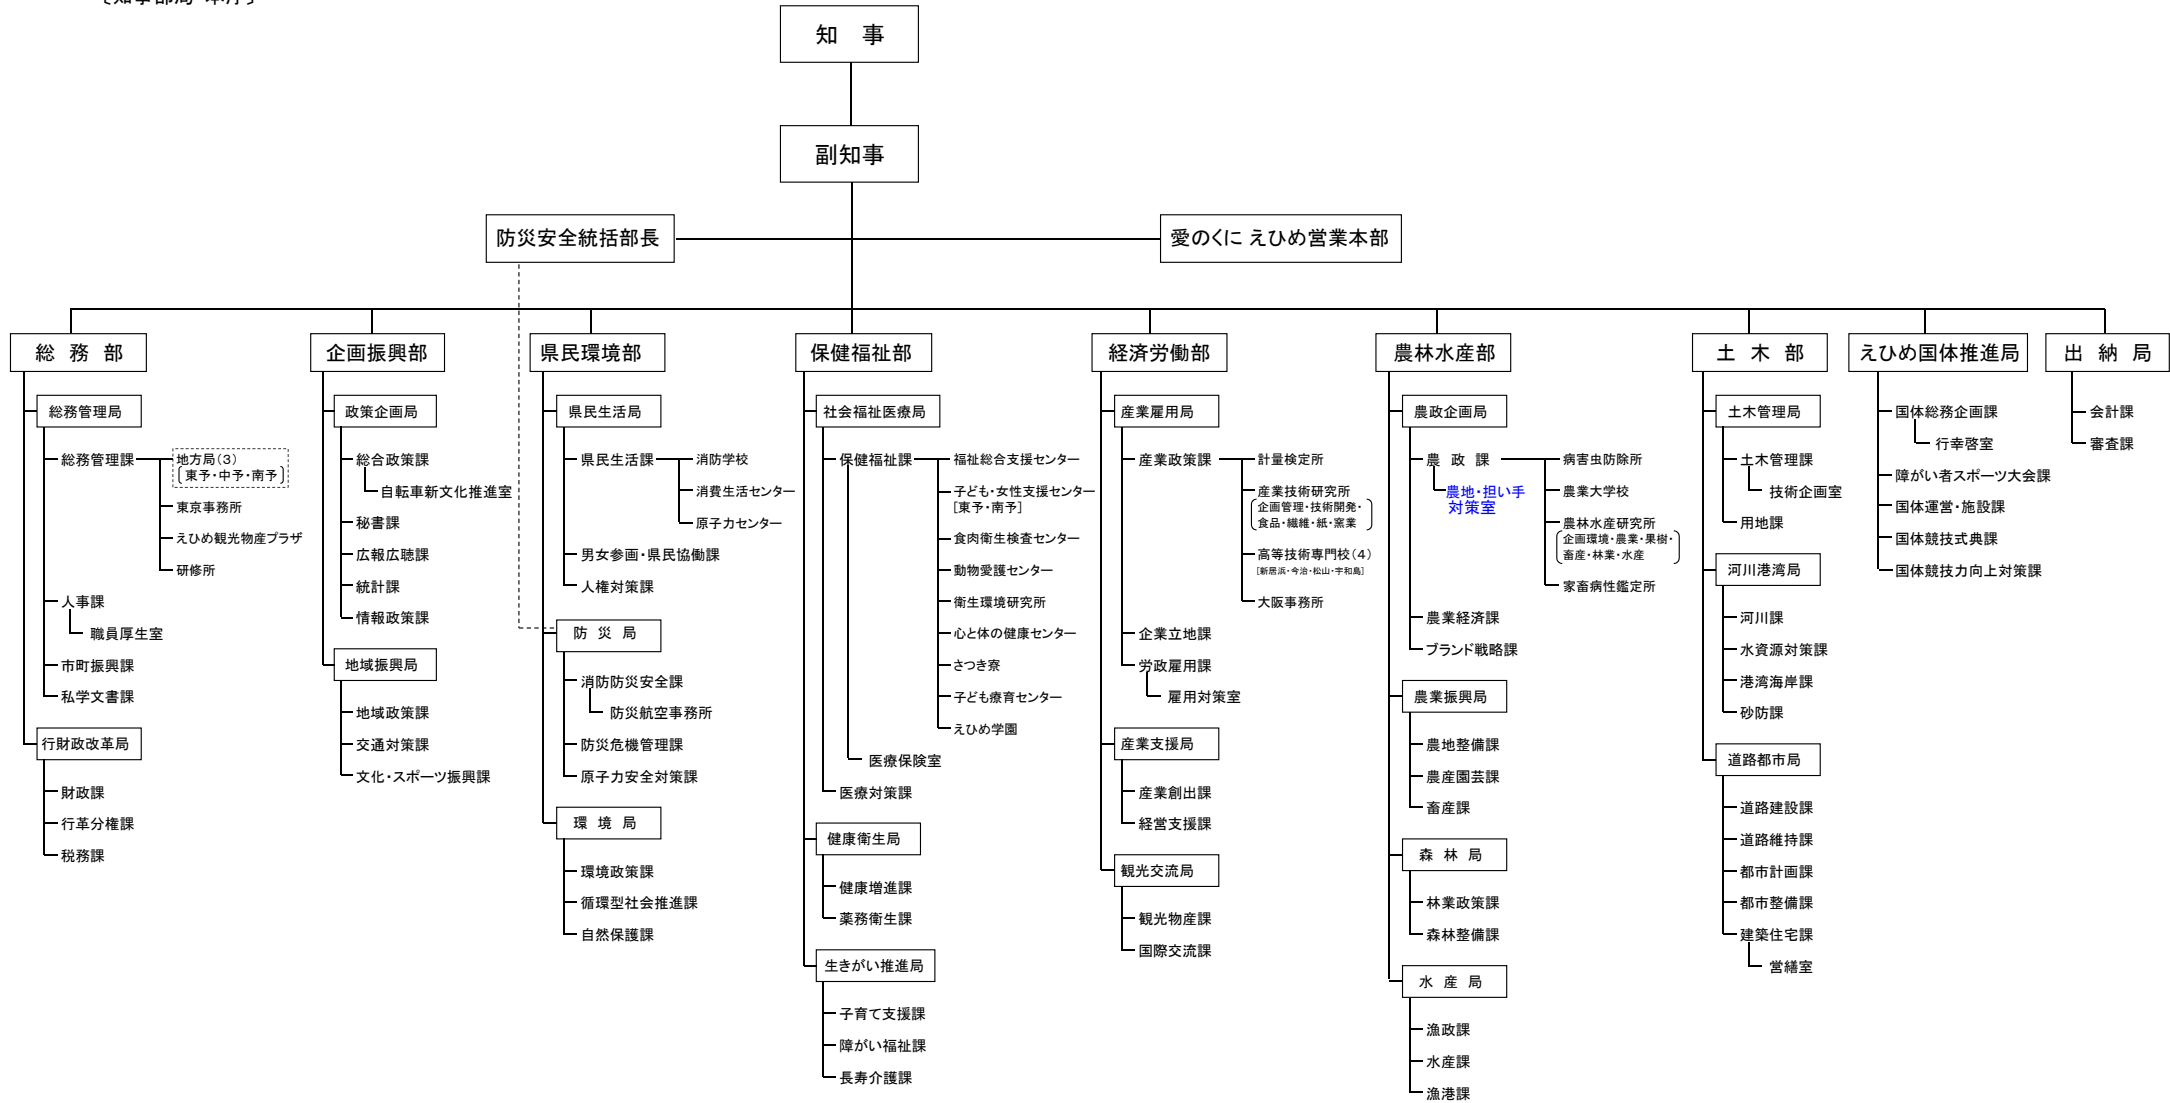 〔知事部局・本庁〕
知　事
副知事
防災安全統括部長
愛のくに えひめ営業本部
総 務 部
総務管理局
総務管理課
地方局（3）
〔東予・中予・南予〕
東京事務所
えひめ観光物産プラザ
研修所
人事課
職員厚生室
市町振興課
私学文書課
行財政改革局
財政課
行革分権課
税務課
企画振興部
政策企画局
総合政策課
自転車新文化推進室
秘書課
広報広聴課
統計課
情報政策課
地域振興局
地域政策課
交通対策課
文化・スポーツ振興課
県民環境部
県民生活局
県民生活課
消防学校
消費生活センター
原子力センター
男女参画・県民協働課
人権対策課
防 災 局
消防防災安全課
防災航空事務所
防災危機管理課
原子力安全対策課
環 境 局
環境政策課
循環型社会推進課
自然保護課
保健福祉部
社会福祉医療局
保健福祉課
福祉総合支援センター
子ども・女性支援センター
[東予・南予]
食肉衛生検査センター
動物愛護センター
衛生環境研究所
心と体の健康センター
さつき寮
子ども療育センター
えひめ学園
医療保険室
医療対策課
健康衛生局
健康増進課
薬務衛生課
生きがい推進局
子育て支援課
障がい福祉課
長寿介護課
経済労働部
産業雇用局
産業政策課
計量検定所
産業技術研究所
企画管理・技術開発・
食品・繊維・紙・窯業
高等技術専門校（4）
[新居浜・今治・松山・宇和島]
大阪事務所
企業立地課
労政雇用課
雇用対策室
産業支援局
産業創出課
経営支援課
観光交流局
観光物産課
国際交流課
農林水産部
農政企画局
農 政 課
農地・担い手
対策室
病害虫防除所
農業大学校
農林水産研究所
企画環境・農業・果樹・
畜産・林業・水産
家畜病性鑑定所
農業経済課
ブランド戦略課
農業振興局
農地整備課
農産園芸課
畜産課
森 林 局
林業政策課
森林整備課
水 産 局
漁政課
水産課
漁港課
土 木 部
土木管理局
土木管理課
技術企画室
用地課
河川港湾局
河川課
水資源対策課
港湾海岸課
砂防課
道路都市局
道路建設課
道路維持課
都市計画課
都市整備課
建築住宅課
営繕室
えひめ国体推進局
国体総務企画課
行幸啓室
障がい者スポーツ大会課
国体運営・施設課
国体競技式典課
国体競技力向上対策課
出 納 局
会計課
審査課